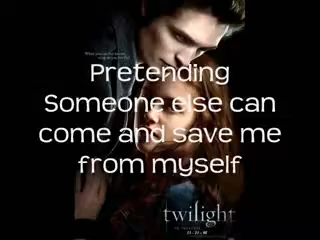 Pretending
Someone else can
come and save me
from myself
twilight